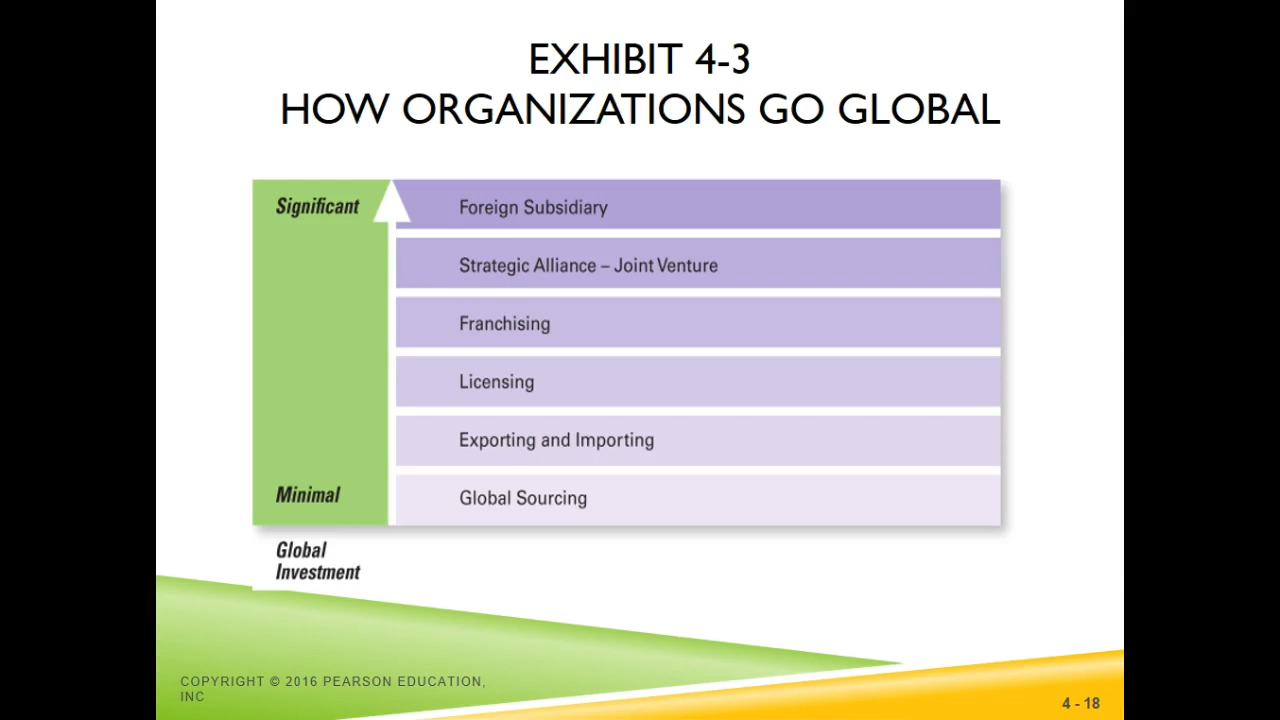 EXHIBIT 4-3
HOW ORGANIZATIONS GO GLOBAL
Significant
Foreign Subsidiary
Strategic Alliance – Joint Venture
Franchising
Licensing
Exporting and Importing
Minimal
Global Sourcing
Global
Investment
COPYRIGHT © 2016 PEARSON EDUCATION,
INC
4 - 18